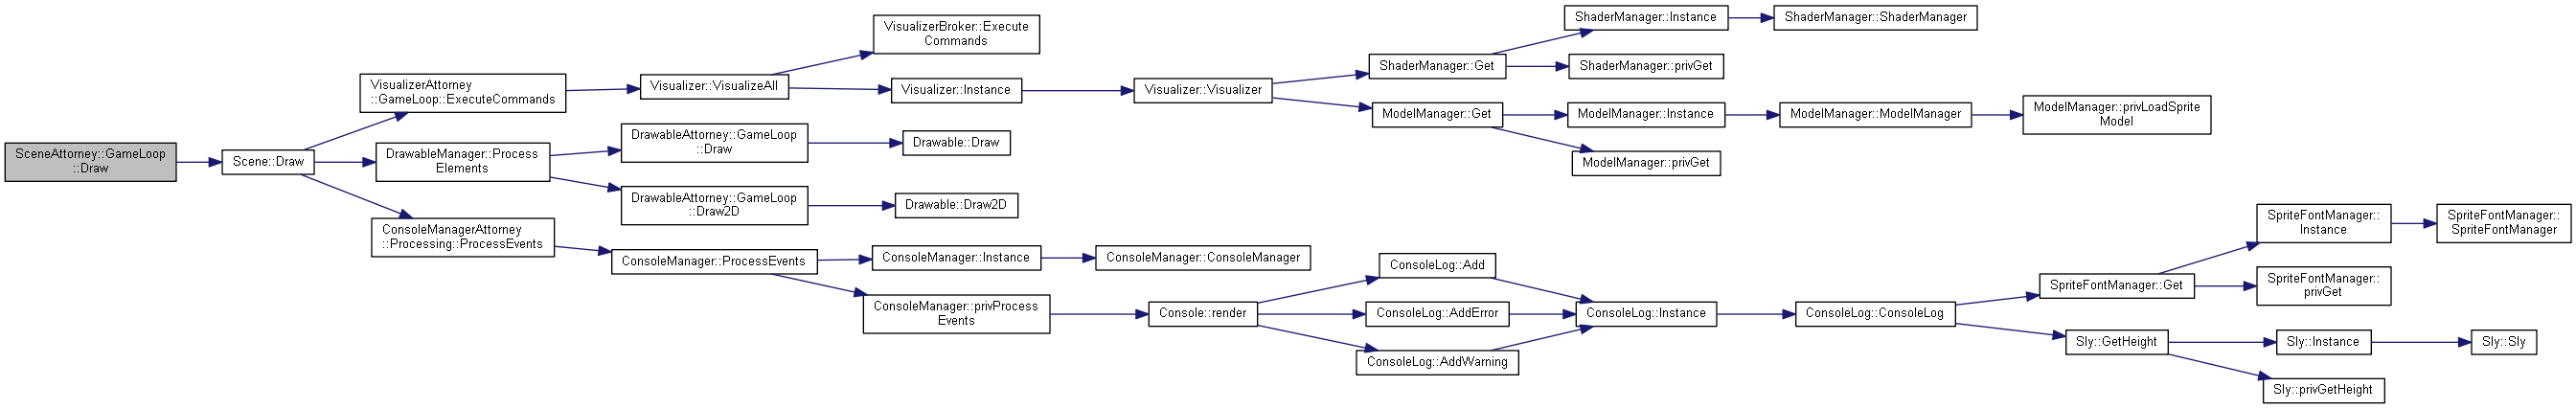 SceneAttorney::GameLoop
::Draw
Scene::Draw
VisualizerAttorney
::GameLoop::ExecuteCommands
Visualizer::VisualizeAll
VisualizerBroker::Execute
Commands
Visualizer::Instance
Visualizer::Visualizer
ShaderManager::Get
ShaderManager::Instance
ShaderManager::ShaderManager
ShaderManager::privGet
ModelManager::Get
ModelManager::Instance
ModelManager::ModelManager
ModelManager::privLoadSprite
Model
ModelManager::privGet
DrawableManager::Process
Elements
DrawableAttorney::GameLoop
::Draw
Drawable::Draw
DrawableAttorney::GameLoop
::Draw2D
Drawable::Draw2D
ConsoleManagerAttorney
::Processing::ProcessEvents
ConsoleManager::ProcessEvents
ConsoleManager::Instance
ConsoleManager::ConsoleManager
ConsoleManager::privProcess
Events
Console::render
ConsoleLog::Add
ConsoleLog::AddError
ConsoleLog::AddWarning
ConsoleLog::Instance
ConsoleLog::ConsoleLog
SpriteFontManager::Get
SpriteFontManager::
Instance
SpriteFontManager::
SpriteFontManager
SpriteFontManager::
privGet
Sly::GetHeight
Sly::Instance
Sly::Sly
Sly::privGetHeight